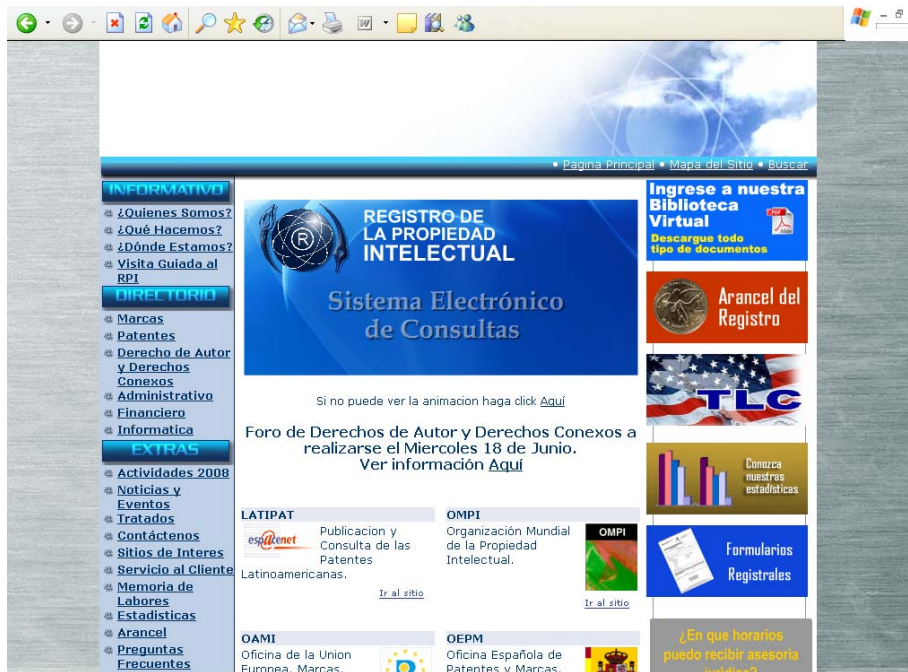 • Pagina Principal • Mapa del Sitio • Buscar
INFORMATIVO
¿Quienes Somos?
¿Qué Hacemos?
¿Dónde Estamos?
Visita Guiada al
RPI
DIRECTORIO
Marcas
Patentes
Derecho de Autor
y Derechos
Conexos
Administrativo
Financiero
Informatica
EXTRAS
Actividades 2008
Noticias y
Eventos
Tratados
Contáctenos
Sitios de Interes
Servicio al Cliente
Memoria de
Labores
Estadisticas
Arancel
Preguntas
Frecuentes
R
REGISTRO DE
LA PROPIEDAD
INTELECTUAL
Sistema Electrónico
de Consultas
Si no puede ver la animacion haga click Aquí
Foro de Derechos de Autor y Derechos Conexos a
realizarse el Miercoles 18 de Junio.
Ver información Aquí
LATIPAT
espacenet
Publicacion y
Consulta de las
Patentes
Latinoamericanas.
Ir al sitio
OMPI
Organización Mundial
de la Propiedad
Intelectual.
OMPI
Ir al sitio
OAMI
Oficina de la Union
Europea, Marcas,
OEPM
Oficina Española de
Patentes y Marcas.
Ingrese a nuestra
Biblioteca
Virtual
PDF
Descargue todo
tipo de documentos
Arancel del
Registro
TLC
Conozca
nuestras
estadísticas
Formularios
Registrales
¿En que horarios
puedo recibir asesoria
juridica?